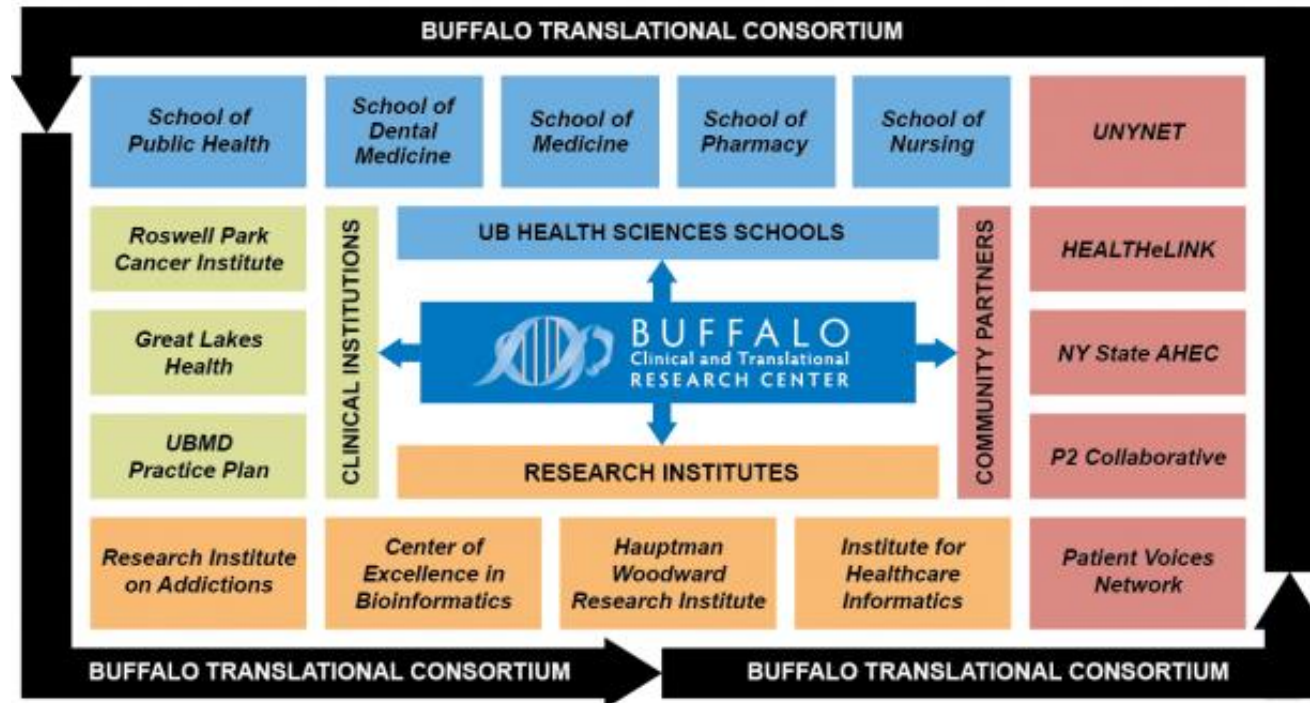 BUFFALO TRANSLATIONAL CONSORTIUM
School of
Public Health
School of
Dental
Medicine
School of
Medicine
School of
Pharmacy
School of
Nursing
UNYNET
Roswell Park
Cancer Institute
Great Lakes
Health
UBMD
Practice Plan
CLINICAL INSTITUTIONS
UB HEALTH SCIENCES SCHOOLS
BUFFALO
Clinical and Translational
RESEARCH CENTER
RESEARCH INSTITUTES
COMMUNITY PARTNERS
HEALTHeLINK
NY State AHEC
P2 Collaborative
Research Institute
on Addictions
Center of
Excellence in
Bioinformatics
Hauptman
Woodward
Research Institute
Institute for
Healthcare
Informatics
Patient Voices
Network
BUFFALO TRANSLATIONAL CONSORTIUM
BUFFALO TRANSLATIONAL CONSORTIUM